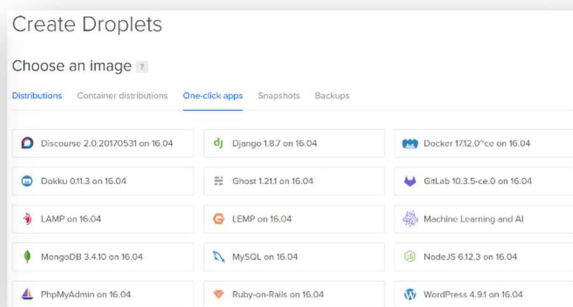 Create Droplets
Choose an image ?
Distributions Container distributions One-click apps Snapshots Backups
Discourse 2.0.20170531 on 16.04 Django 1.8.7 on 16.04 Docker 17.12.0~ce on 16.04
Dokku 0.11.3 on 16.04 Ghost 1.21.1 on 16.04 GitLab 10.3.5-ce.0 on 16.04
LAMP on 16.04 LEMP on 16.04 Machine Learning and AI
MongoDB 3.4.10 on 16.04 MySQL on 16.04 NodeJS 6.12.3 on 16.04
PhpMyAdmin on 16.04 Ruby-on-Rails on 16.04 WordPress 4.9.1 on 16.04